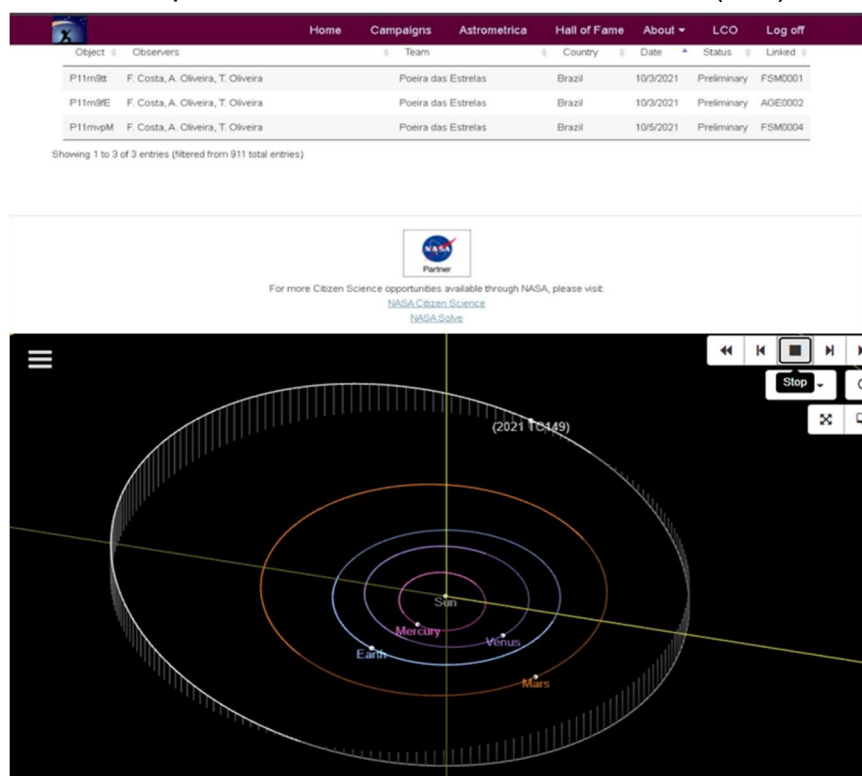 Home Campaigns Astrometrica Hall of Fame About LCO Log off
Object Observers Team Country Date Status Linked
P11m9tt F. Costa, A. Oliveira, T. Oliveira Poeira das Estrelas Brazil 10/3/2021 Preliminary FSM0001
P11m9fE F. Costa, A. Oliveira, T. Oliveira Poeira das Estrelas Brazil 10/3/2021 Preliminary AGE0002
P11mvpM F. Costa, A. Oliveira, T. Oliveira Poeira das Estrelas Brazil 10/5/2021 Preliminary FSM0004
Showing 1 to 3 of 3 entries (filtered from 911 total entries)
NASA
Partner
For more Citizen Science opportunities available through NASA, please visit:
NASA Citizen Science
NASA Solve
Stop
(2021 TC149)
Sun
Mercury
Venus
Earth
Mars